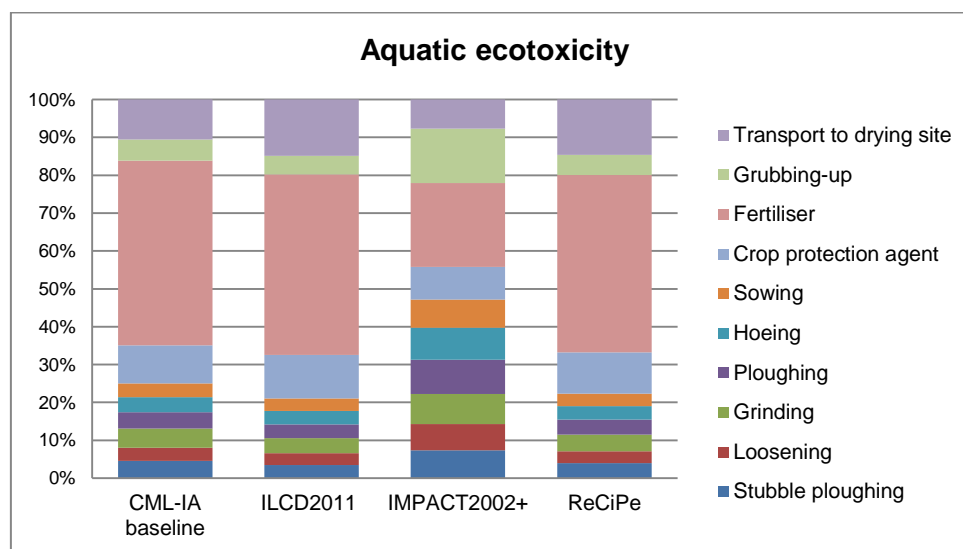 Aquatic ecotoxicity
100%
90%
80%
70%
60%
50%
40%
30%
20%
10%
0%
CML-IA
baseline
ILCD2011
IMPACT2002+
ReCiPe
Transport to drying site
Grubbing-up
Fertiliser
Crop protection agent
Sowing
Hoeing
Ploughing
Grinding
Loosening
Stubble ploughing